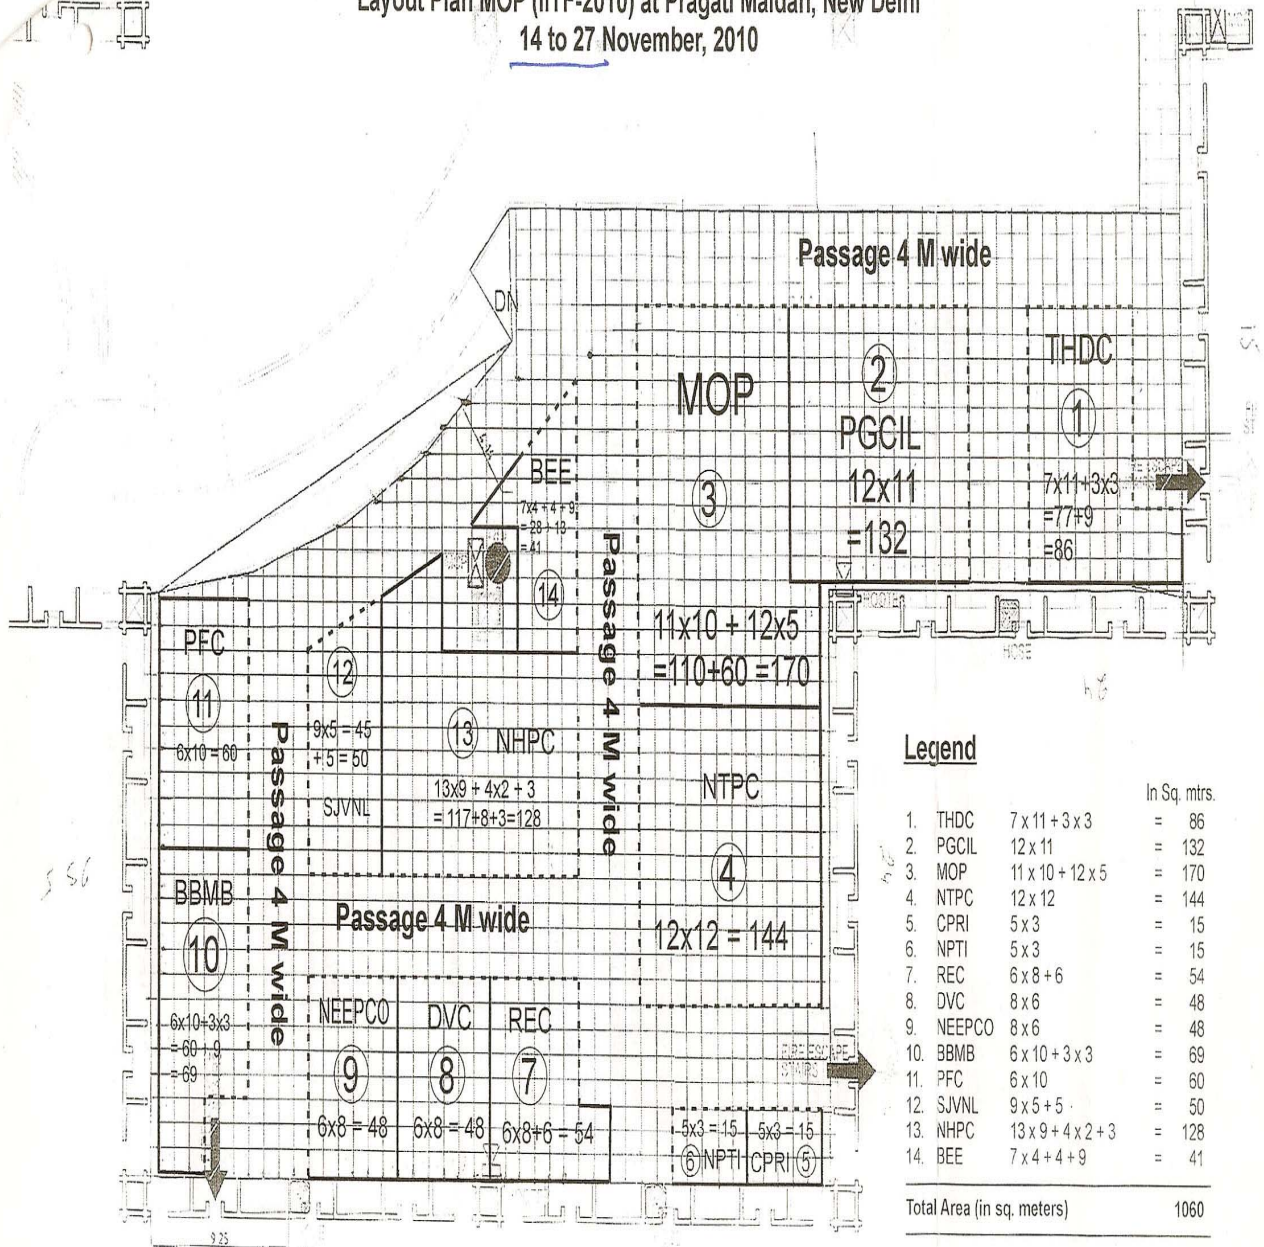 Layout Plan MOP (IITF-2010) at Pragati Maidan, New Delhi
14 to 27 November, 2010
Passage 4 M wide
DN
THDC
1
7x11+3x3
=77+9
=86
2
PGCIL
12x11
=132
MOP
3
11x10 + 12x5
=110+60 =170
BEE
7x4 + 4 + 9
= 28 + 13
= 41
14
Passage 4 M wide
HOSE
PFC
11
6x10 = 60
12
9x5 = 45
+ 5 = 50
SJVNL
13 NHPC
13x9 + 4x2 + 3
= 117+8+3=128
Passage 4 M wide
NTPC
4
12x12 = 144
BBMB
10
6x10+3x3
= 60 + 9
= 69
Passage 4 M wide
NEEPCO
9
6x8 = 48
DVC
8
6x8 = 48
REC
7
6x8+6 = 54
FIRE ESCAPE
STAIRS
5x3 = 15
6 NPTI
5x3 = 15
CPRI 5
9.25
Legend
In Sq. mtrs.
1. THDC 7 x 11 + 3 x 3 = 86
2. PGCIL 12 x 11 = 132
3. MOP 11 x 10 + 12 x 5 = 170
4. NTPC 12 x 12 = 144
5. CPRI 5 x 3 = 15
6. NPTI 5 x 3 = 15
7. REC 6 x 8 + 6 = 54
8. DVC 8 x 6 = 48
9. NEEPCO 8 x 6 = 48
10. BBMB 6 x 10 + 3 x 3 = 69
11. PFC 6 x 10 = 60
12. SJVNL 9 x 5 + 5 = 50
13. NHPC 13 x 9 + 4 x 2 + 3 = 128
14. BEE 7 x 4 + 4 + 9 = 41
Total Area (in sq. meters) 1060